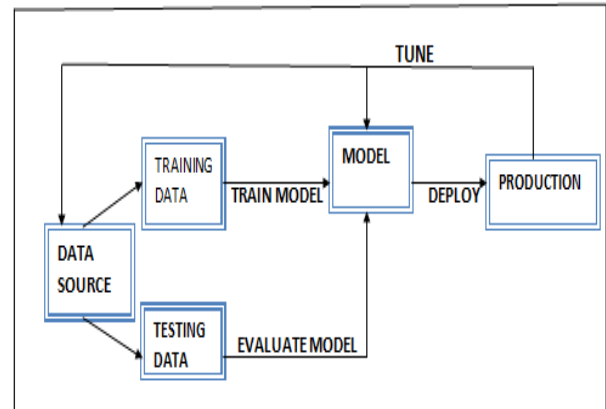 TUNE
TRAINING
DATA
TRAIN MODEL
MODEL
DEPLOY
PRODUCTION
DATA
SOURCE
TESTING
DATA
EVALUATE MODEL